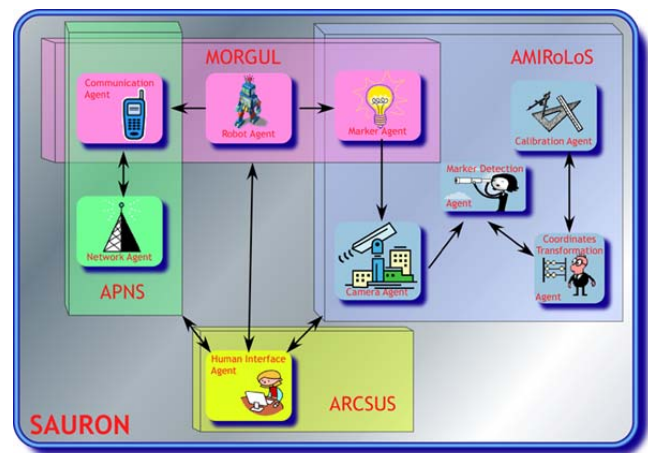 MORGUL
AMIRoLoS
Communication
Agent
Robot Agent
Marker Agent
Calibration Agent
Marker Detection
Agent
Network Agent
Camera Agent
Coordinates
Transformation
Agent
APNS
Human Interface
Agent
ARCSUS
SAURON